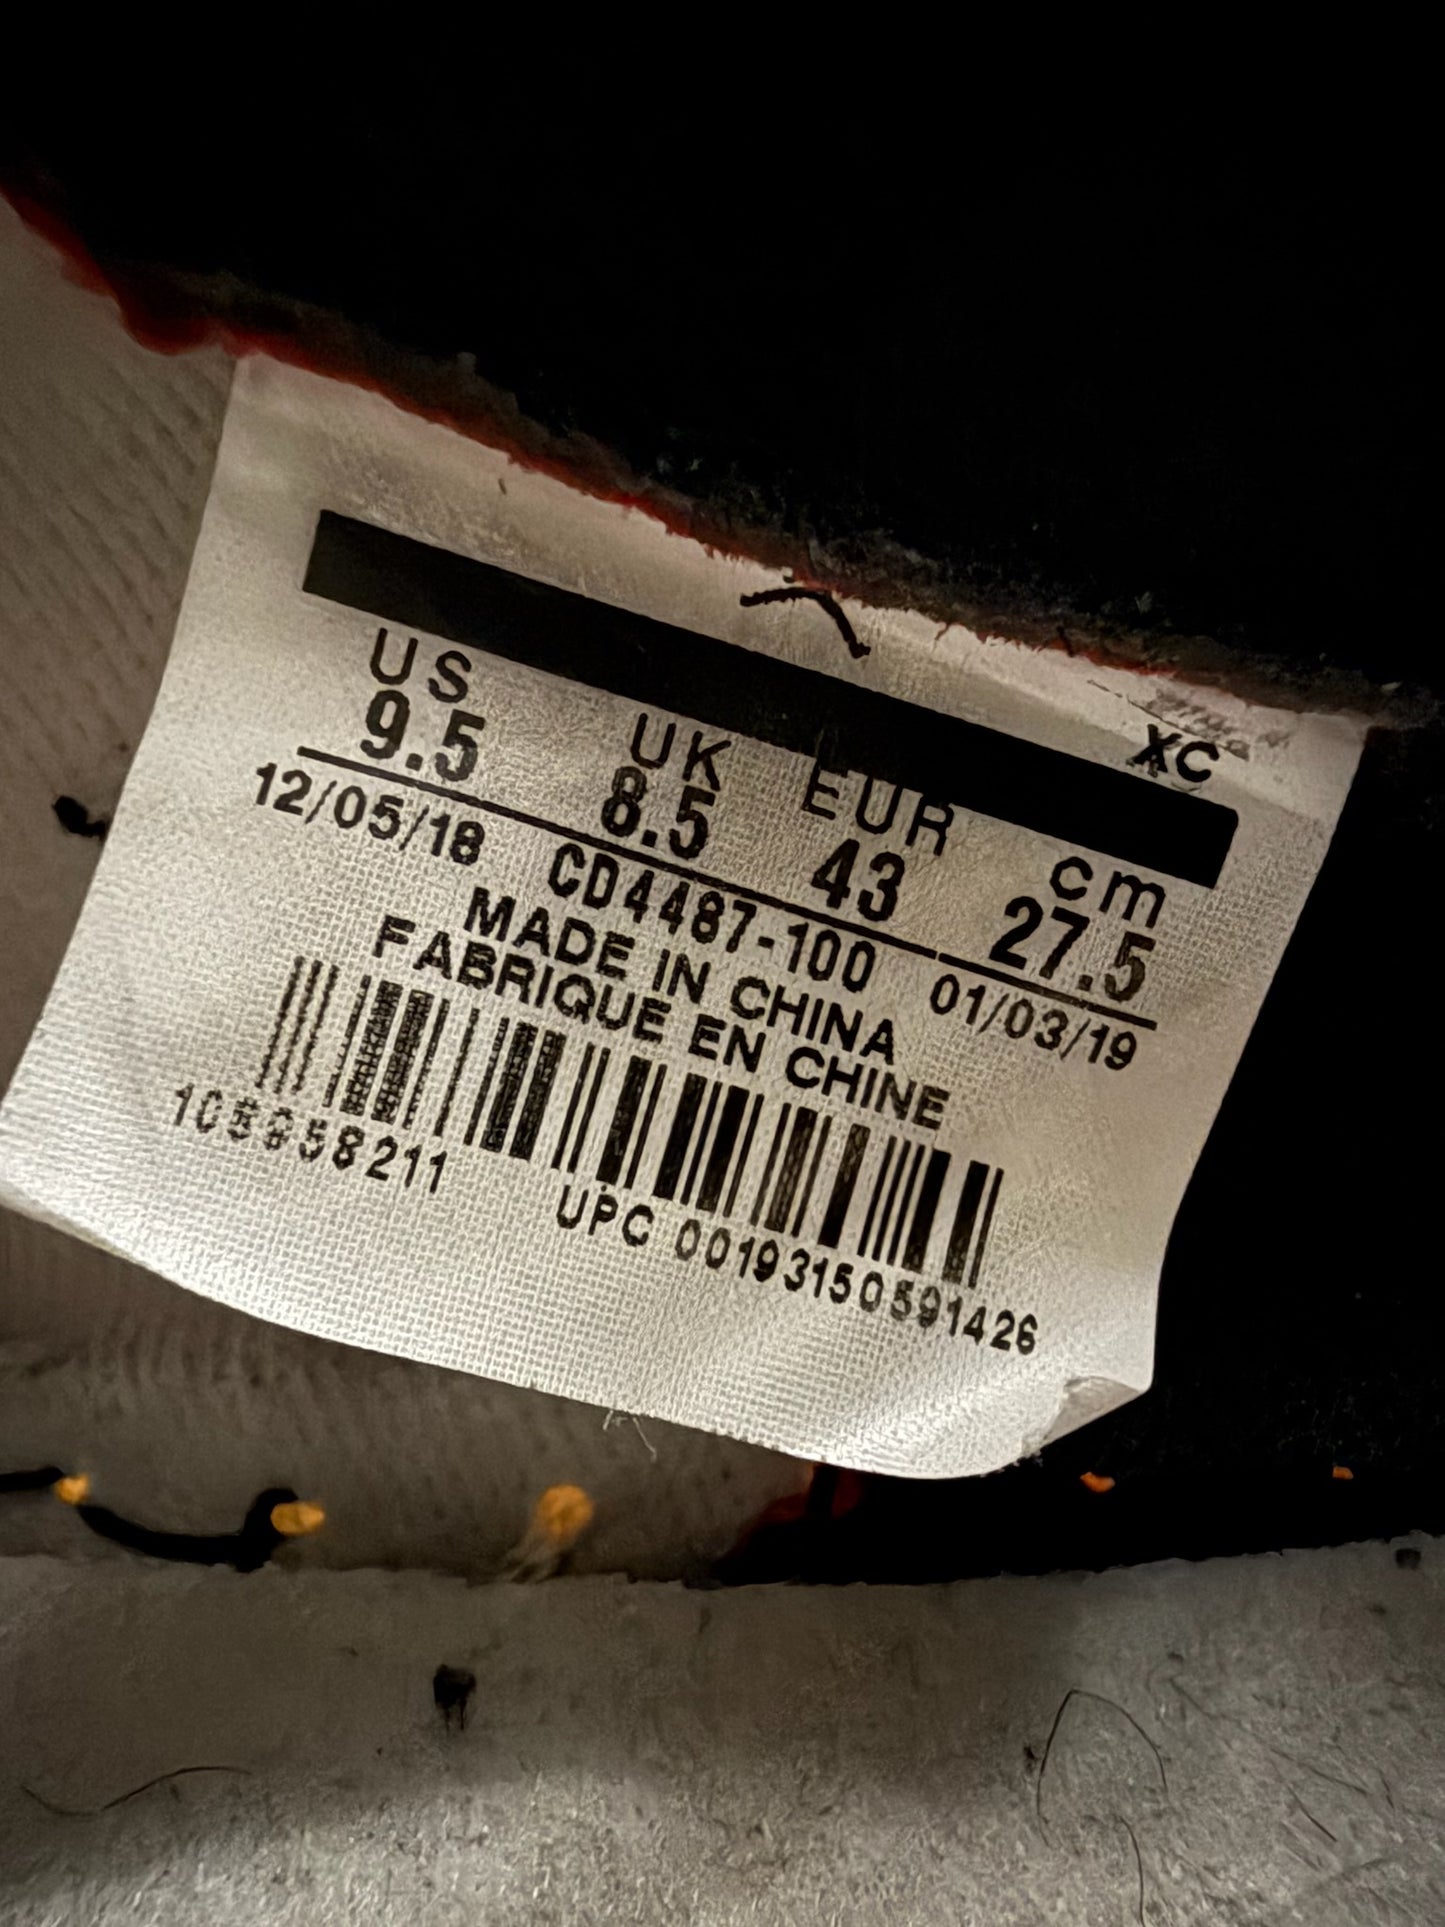 XC
US UK EUR cm
9.5 8.5 43 27.5
12/05/18 CD4487-100 01/03/19
MADE IN CHINA
FABRIQUE EN CHINE
UPC 00193150591426